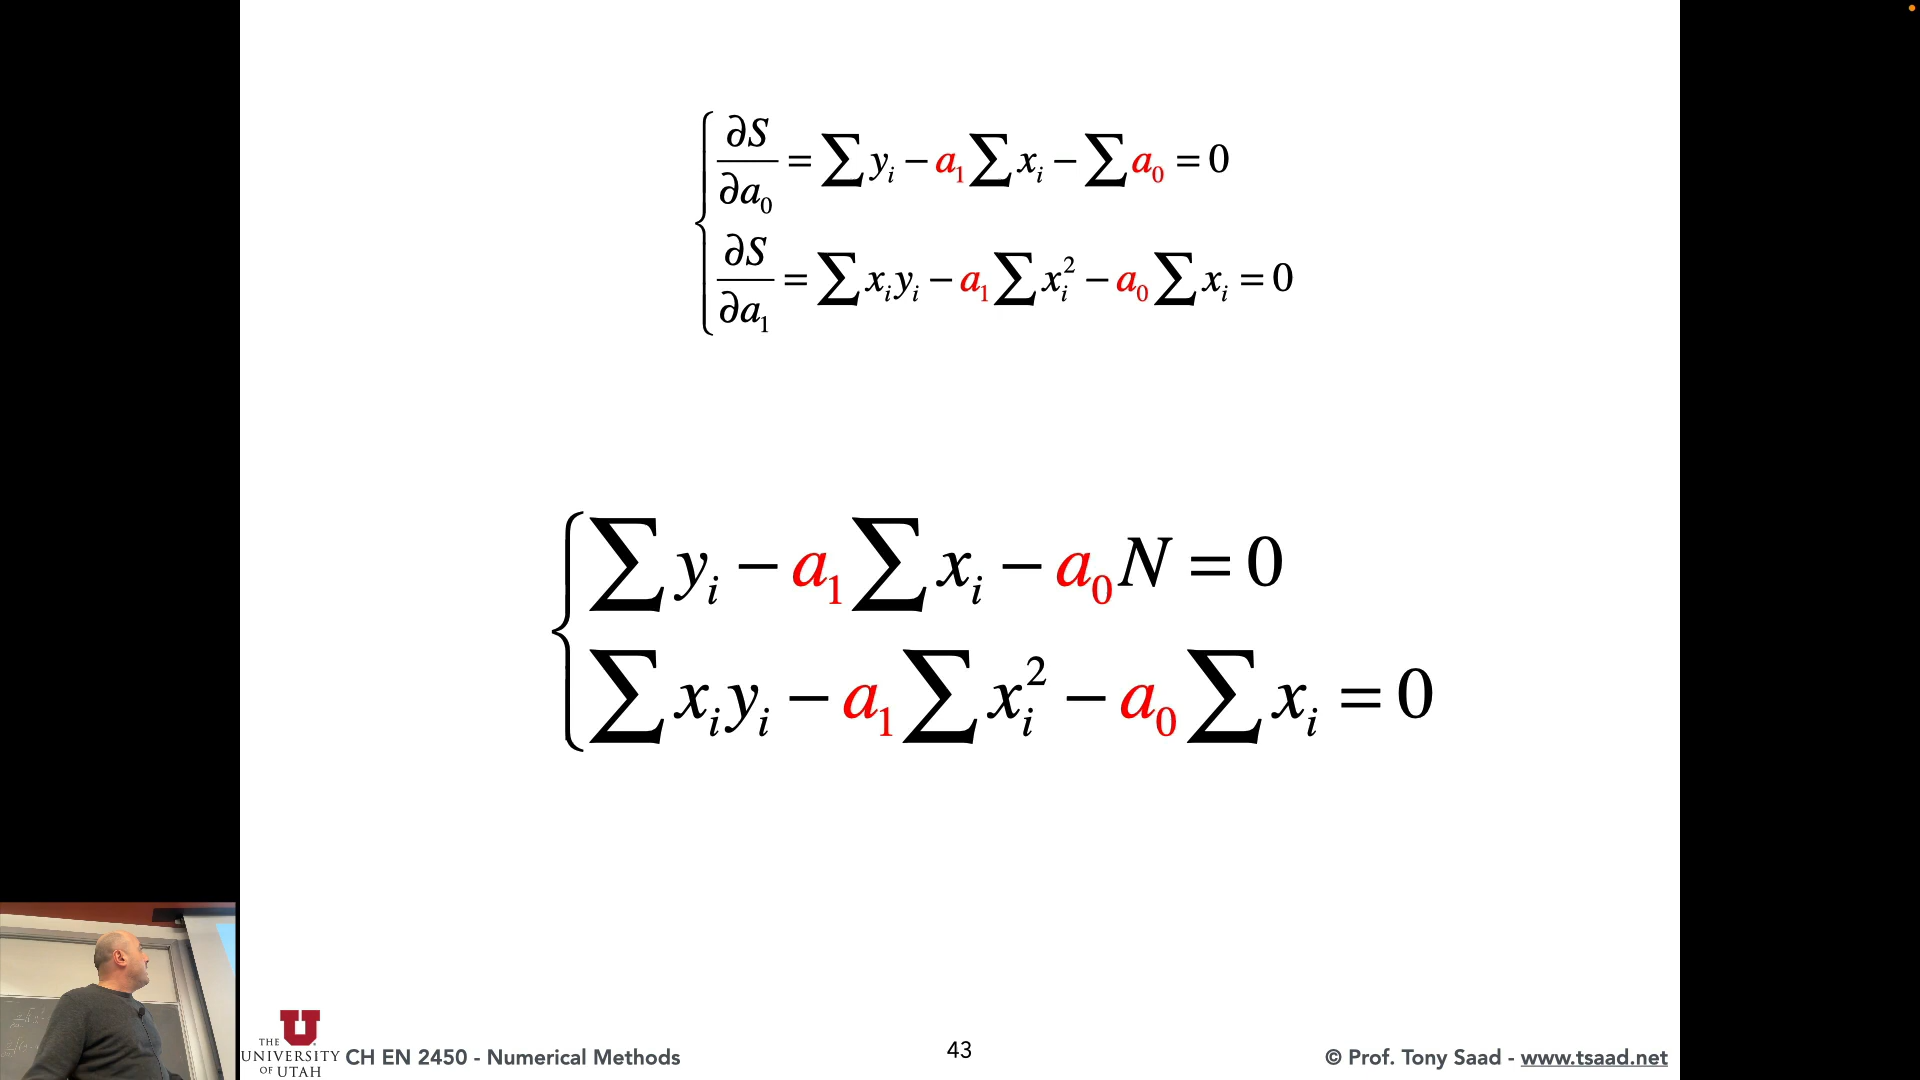 ∂S/∂a₀ = ∑yᵢ − a₁∑xᵢ − ∑a₀ = 0
∂S/∂a₁ = ∑xᵢyᵢ − a₁∑xᵢ² − a₀∑xᵢ = 0
∑yᵢ − a₁∑xᵢ − a₀N = 0
∑xᵢyᵢ − a₁∑xᵢ² − a₀∑xᵢ = 0
THE
UNIVERSITY
OF UTAH
CH EN 2450 - Numerical Methods
43
© Prof. Tony Saad - www.tsaad.net